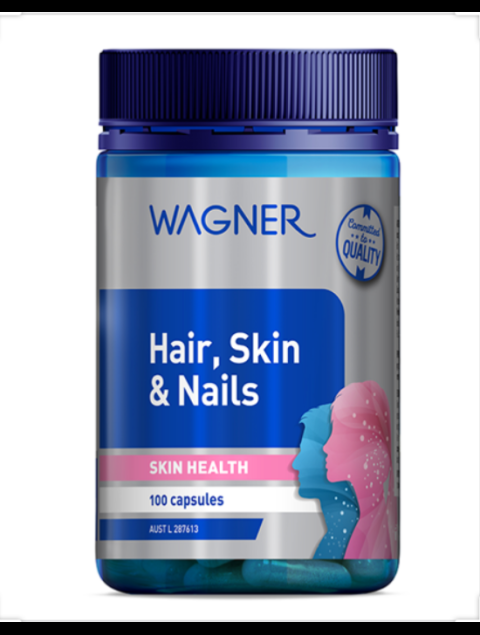 WAGNER
Committed
to
QUALITY
Hair, Skin
& Nails
SKIN HEALTH
100 capsules
AUST L 287613